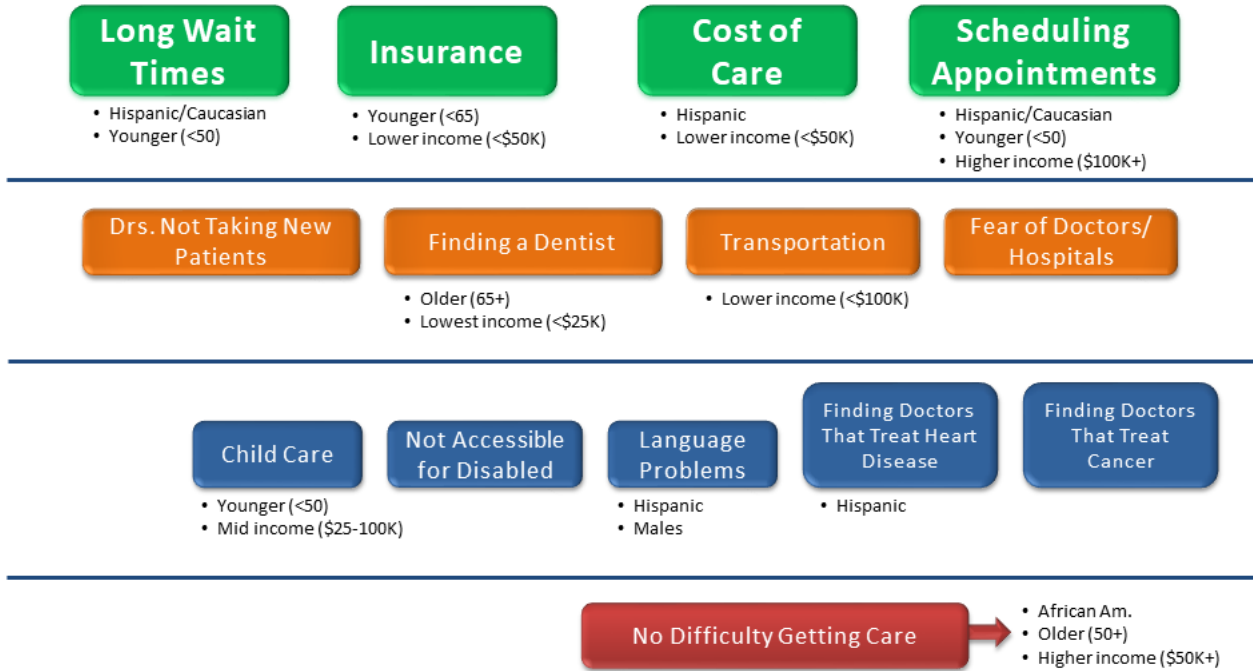 Long Wait
Times
• Hispanic/Caucasian
• Younger (<50)
Insurance
• Younger (<65)
• Lower income (<$50K)
Cost of
Care
• Hispanic
• Lower income (<$50K)
Scheduling
Appointments
• Hispanic/Caucasian
• Younger (<50)
• Higher income ($100K+)
Drs. Not Taking New
Patients
Finding a Dentist
• Older (65+)
• Lowest income (<$25K)
Transportation
• Lower income (<$100K)
Fear of Doctors/
Hospitals
Child Care
• Younger (<50)
• Mid income ($25-100K)
Not Accessible
for Disabled
Language
Problems
• Hispanic
• Males
Finding Doctors
That Treat Heart
Disease
• Hispanic
Finding Doctors
That Treat
Cancer
No Difficulty Getting Care
• African Am.
• Older (50+)
• Higher income ($50K+)